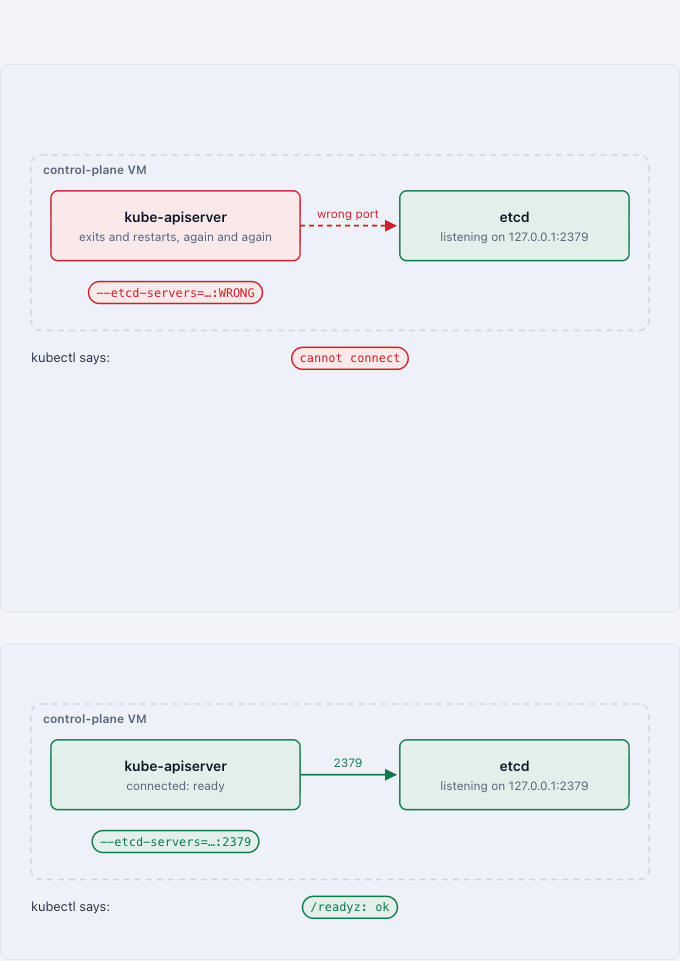 control-plane VM
kube-apiserver
exits and restarts, again and again
wrong port
etcd
listening on 127.0.0.1:2379
--etcd-servers=…:WRONG
kubectl says:
cannot connect
control-plane VM
kube-apiserver
connected: ready
2379
etcd
listening on 127.0.0.1:2379
--etcd-servers=…:2379
kubectl says:
/readyz: ok